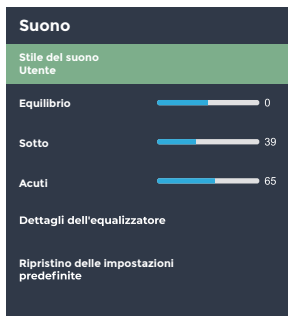 Suono
Stile del suono
Utente
Equilibrio 0
Sotto 39
Acuti 65
Dettagli dell'equalizzatore
Ripristino delle impostazioni
predefinite